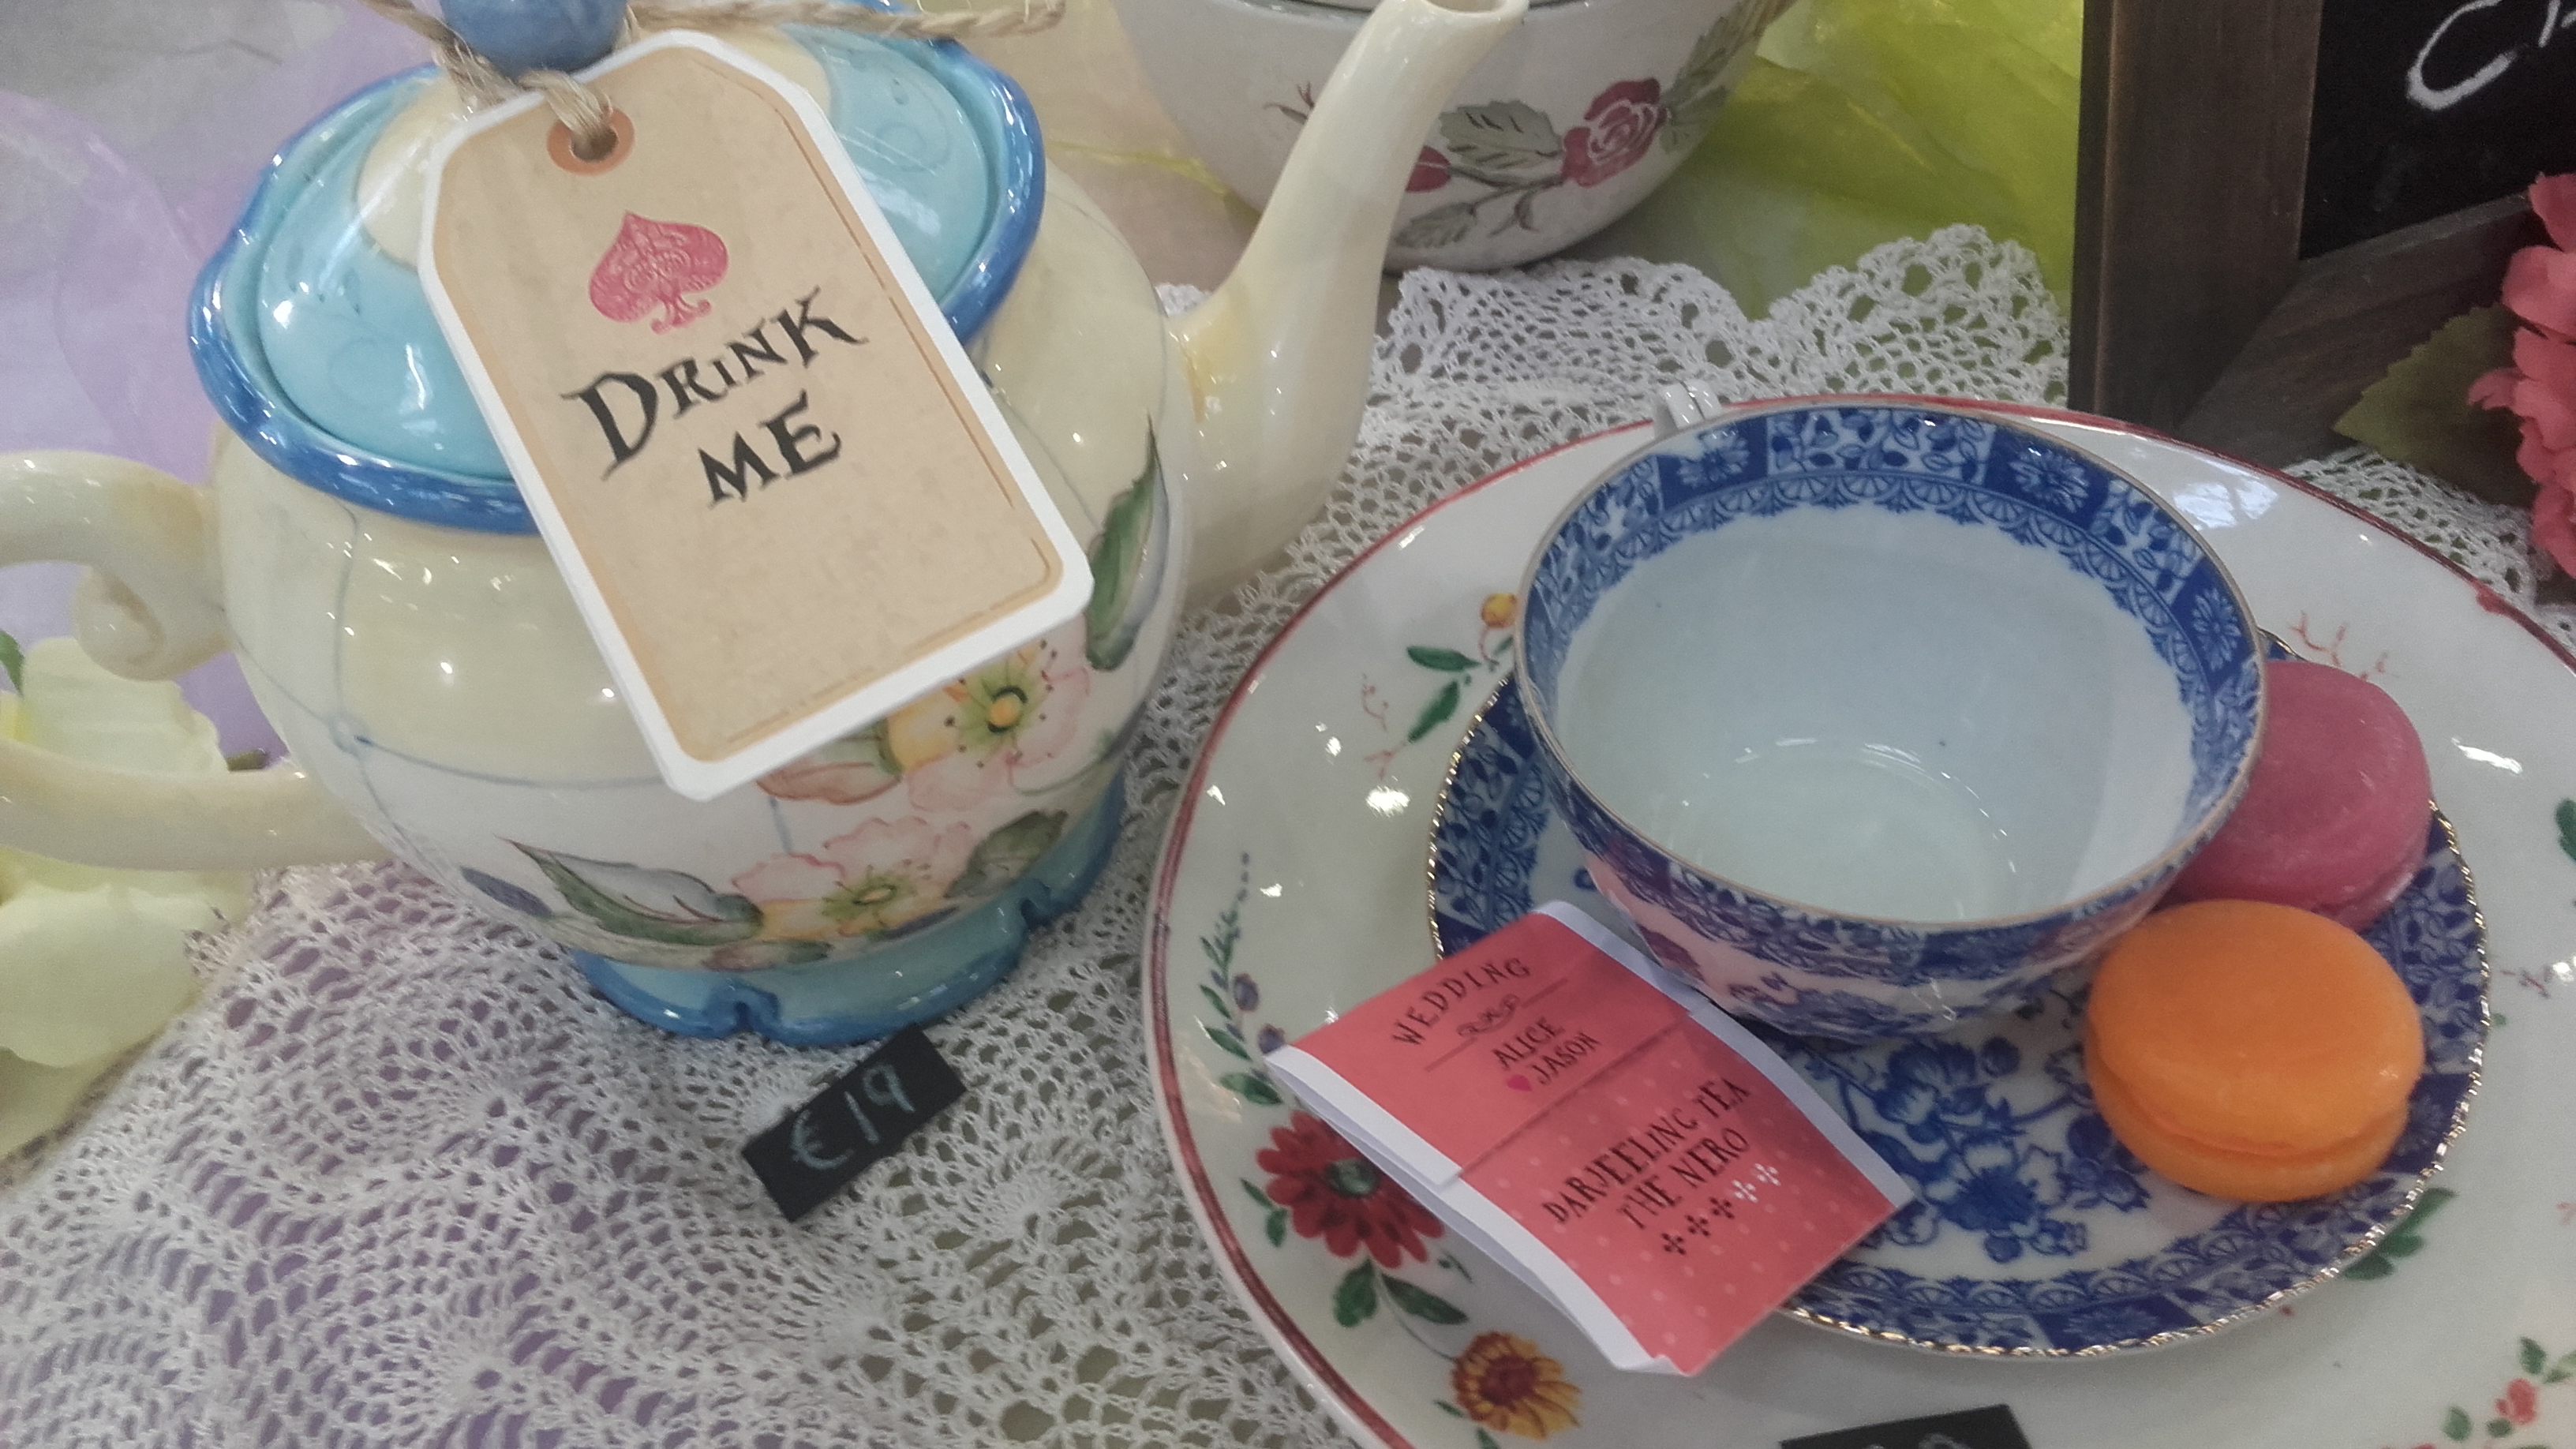 DRINK
ME
€19
WEDDING
ALICE
JASON
DARJEELING TEA
THE NERO